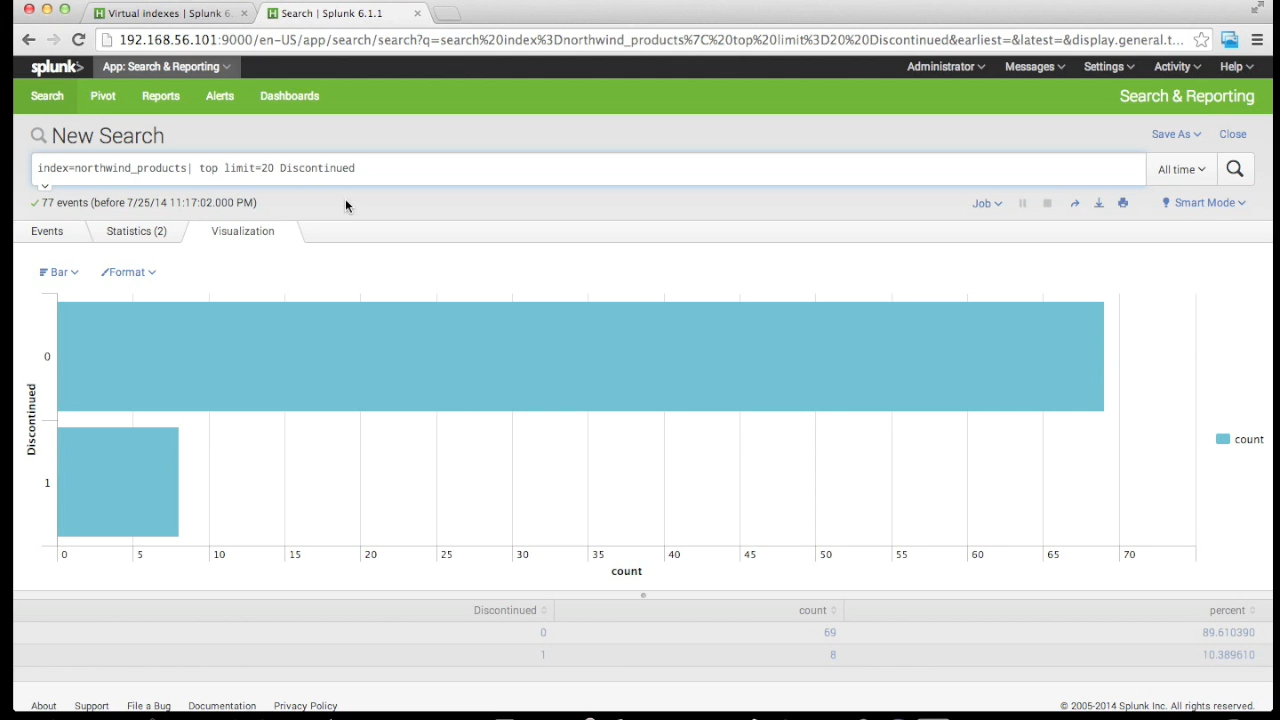 Virtual indexes | Splunk 6.
Search | Splunk 6.1.1
192.168.56.101:9000/en-US/app/search/search?q=search%20index%3Dnorthwind_products%7C%20top%20limit%3D20%20Discontinued&earliest=&latest=&display.general.t...
splunk> App: Search & Reporting Administrator Messages Settings Activity Help
Search Pivot Reports Alerts Dashboards Search & Reporting
New Search Save As Close
index=northwind_products| top limit=20 Discontinued All time
77 events (before 7/25/14 11:17:02.000 PM) Job Smart Mode
Events Statistics (2) Visualization
Bar Format
0
Discontinued
count
1
0 5 10 15 20 25 30 35 40 45 50 55 60 65 70
count
Discontinued count percent
0 69 89.610390
1 8 10.389610
About Support File a Bug Documentation Privacy Policy © 2005-2014 Splunk Inc. All rights reserved.